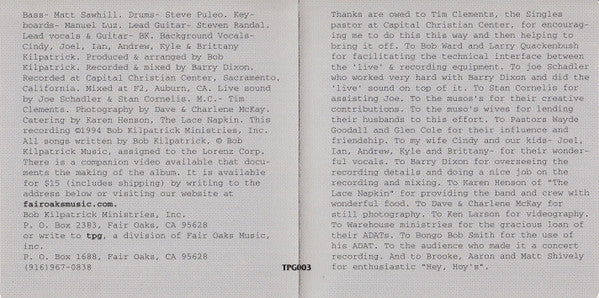 Bass- Matt Sawhill. Drums- Steve Puleo. Key-
boards- Manuel Luz. Lead Guitar- Steven Randal.
Lead vocals & Guitar- BK. Background Vocals-
Cindy, Joel, Ian, Andrew, Kyle & Brittany
Kilpatrick. Produced & arranged by Bob
Kilpatrick. Recorded & mixed by Barry Dixon.
Recorded at Capital Christian Center, Sacramento,
California. Mixed at F2, Auburn, CA. Live sound
by Joe Schadler & Stan Cornelis. M.C.- Tim
Clements. Photography by Dave & Charlene McKay.
Catering by Karen Henson, The Lace Napkin. This
recording ©1994 Bob Kilpatrick Ministries, Inc.
All songs written by Bob Kilpatrick, © Bob
Kilpatrick Music, assigned to the Lorenz Corp.
There is a companion video available that docu-
ments the making of the album. It is available
for $15 (includes shipping) by writing to the
address below or visiting our website at
fairoaksmusic.com.
Bob Kilpatrick Ministries, Inc.
P. O. Box 2383, Fair Oaks, CA 95628
or write to tpg, a division of Fair Oaks Music,
inc.
P. O. Box 1688, Fair Oaks, CA 95628
(916)967-0838
TPG003
Thanks are owed to Tim Clements, the Singles
pastor at Capital Christian Center, for encourag-
ing me to do this this way and then helping to
bring it off. To Bob Ward and Larry Quackenbush
for facilitating the technical interface between
the 'live' & recording equipment. To Joe Schadler
who worked very hard with Barry Dixon and did the
'live' sound on top of it. To Stan Cornelis for
assisting Joe. To the muso's for their creative
contributions. To the muso's wives for lending
their husbands to this effort. To Pastors Wayde
Goodall and Glen Cole for their influence and
friendship. To my wife Cindy and our kids- Joel,
Ian, Andrew, Kyle and Brittany- for their wonder-
ful vocals. To Barry Dixon for overseeing the
recording details and doing a nice job on the
recording and mixing. To Karen Henson of "The
Lace Napkin" for providing the band and crew with
wonderful food. To Dave & Charlene McKay for
still photography. To Ken Larson for videography.
To Warehouse ministries for the gracious loan of
their ADATs. To Bongo Bob Smith for the use of
his ADAT. To the audience who made it a concert
recording. And to Brooke, Aaron and Matt Shively
for enthusiastic "Hey, Hoy's".